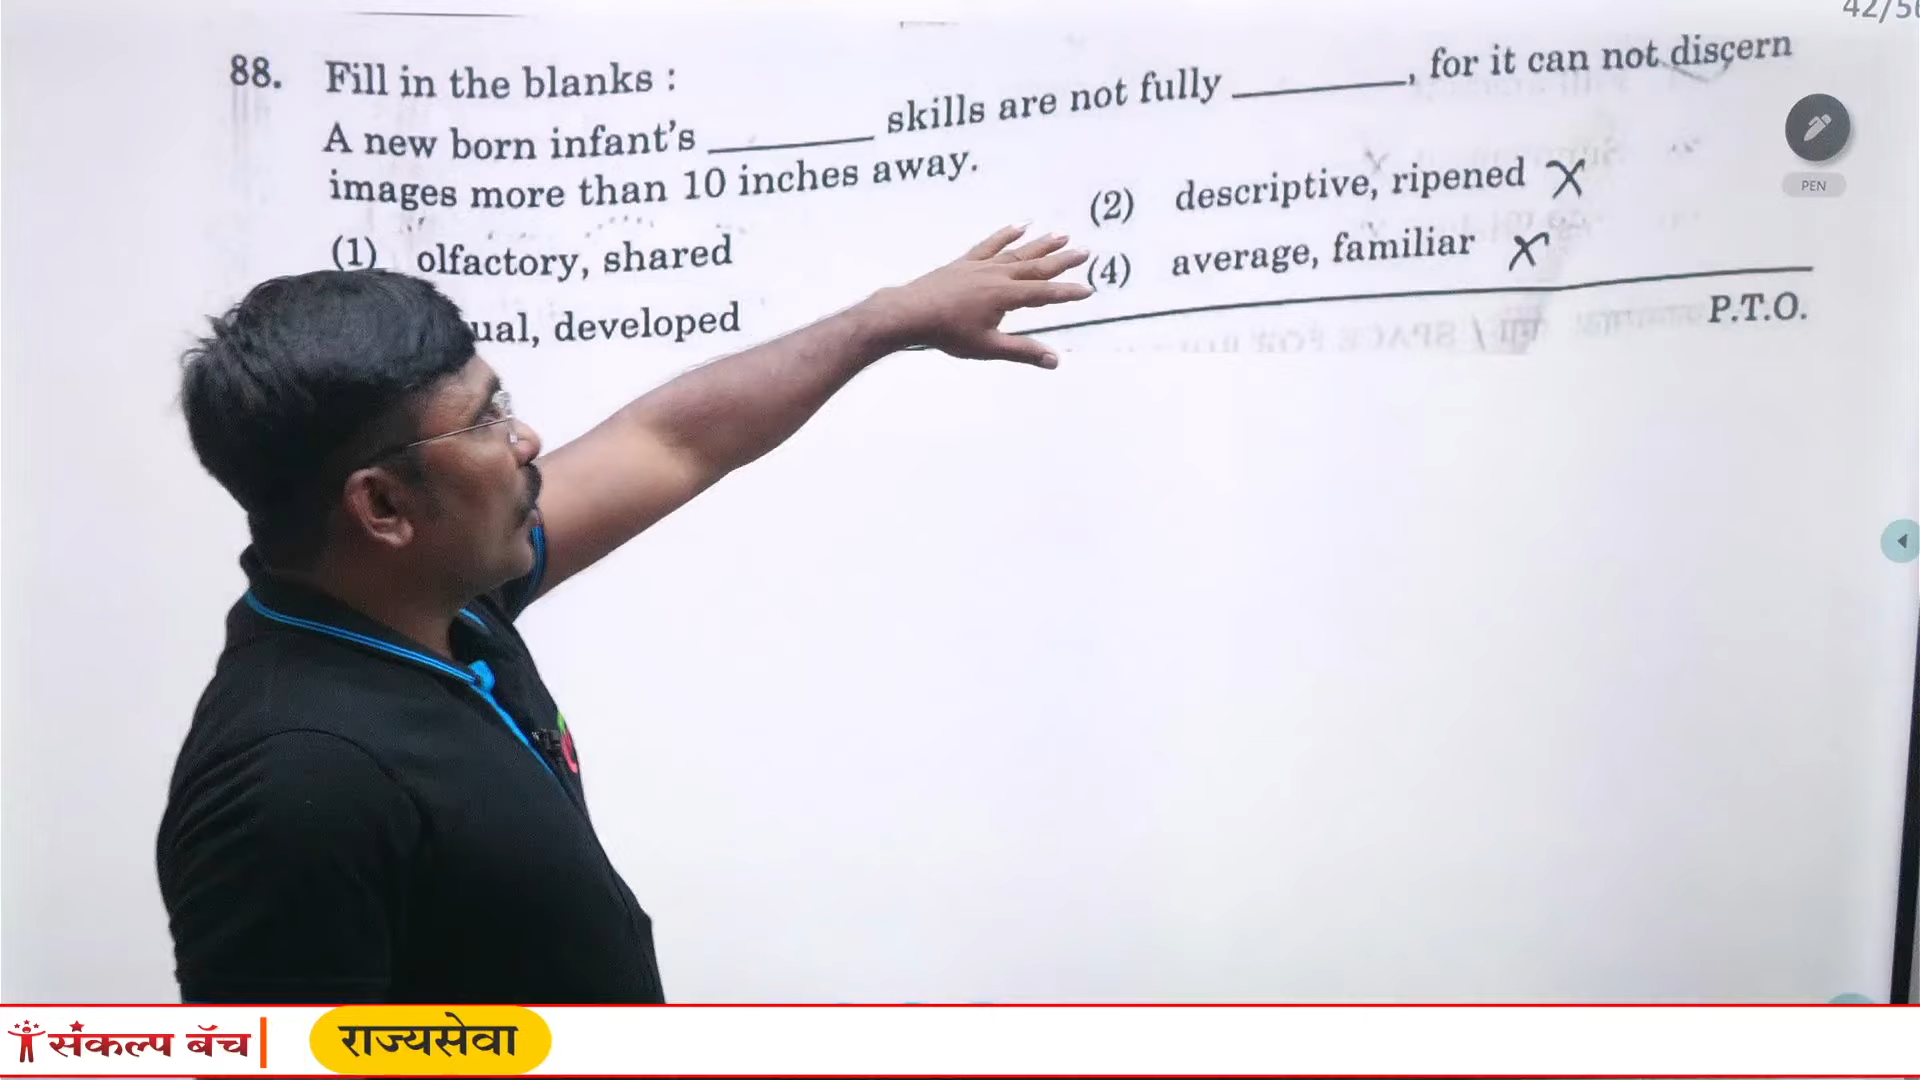 42/50
88. Fill in the blanks :
A new born infant's ________ skills are not fully ________, for it can not discern
images more than 10 inches away.
(1) olfactory, shared
(2) descriptive, ripened X
ual, developed
(4) average, familiar X
P.T.O.
PEN
संकल्प बॅच
राज्यसेवा